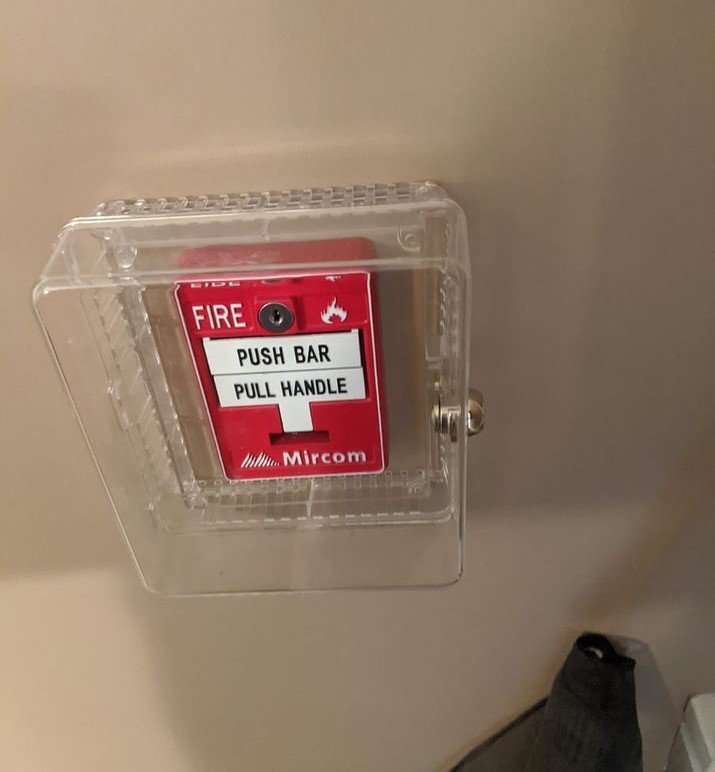 FIRE
PUSH BAR
PULL HANDLE
Mircom